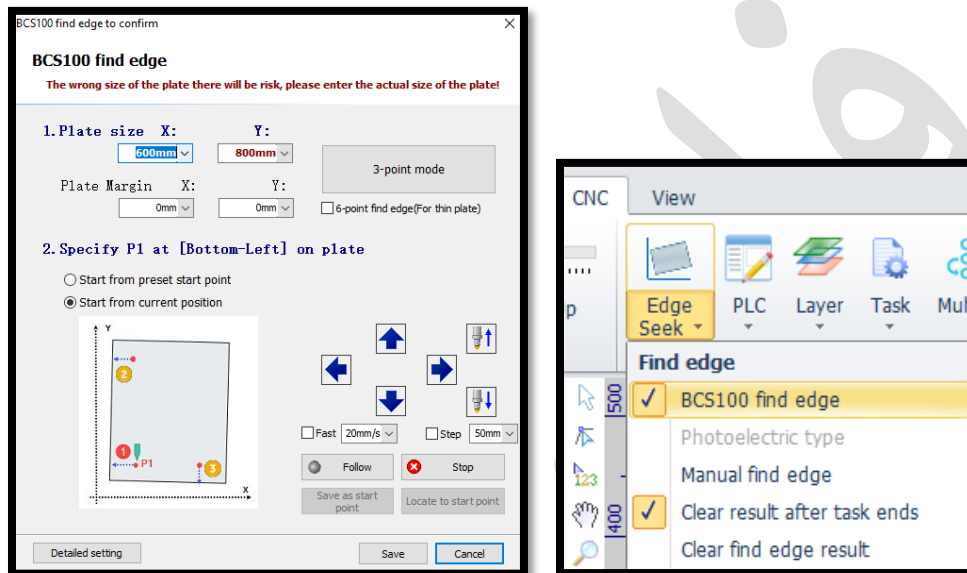 BCS100 find edge to confirm
BCS100 find edge
The wrong size of the plate there will be risk, please enter the actual size of the plate!
1.Plate size X: Y:
600mm 800mm
3-point mode
Plate Margin X: Y:
0mm 0mm
6-point find edge(For thin plate)
2.Specify P1 at [Bottom-Left] on plate
Start from preset start point
Start from current position
Y
2
1
P1
3
X
Fast 20mm/s Step 50mm
Follow Stop
Save as start point
Locate to start point
Detailed setting Save Cancel
CNC View
Edge Seek
PLC Layer Task
Find edge
BCS100 find edge
Photoelectric type
Manual find edge
Clear result after task ends
Clear find edge result
123
500
400